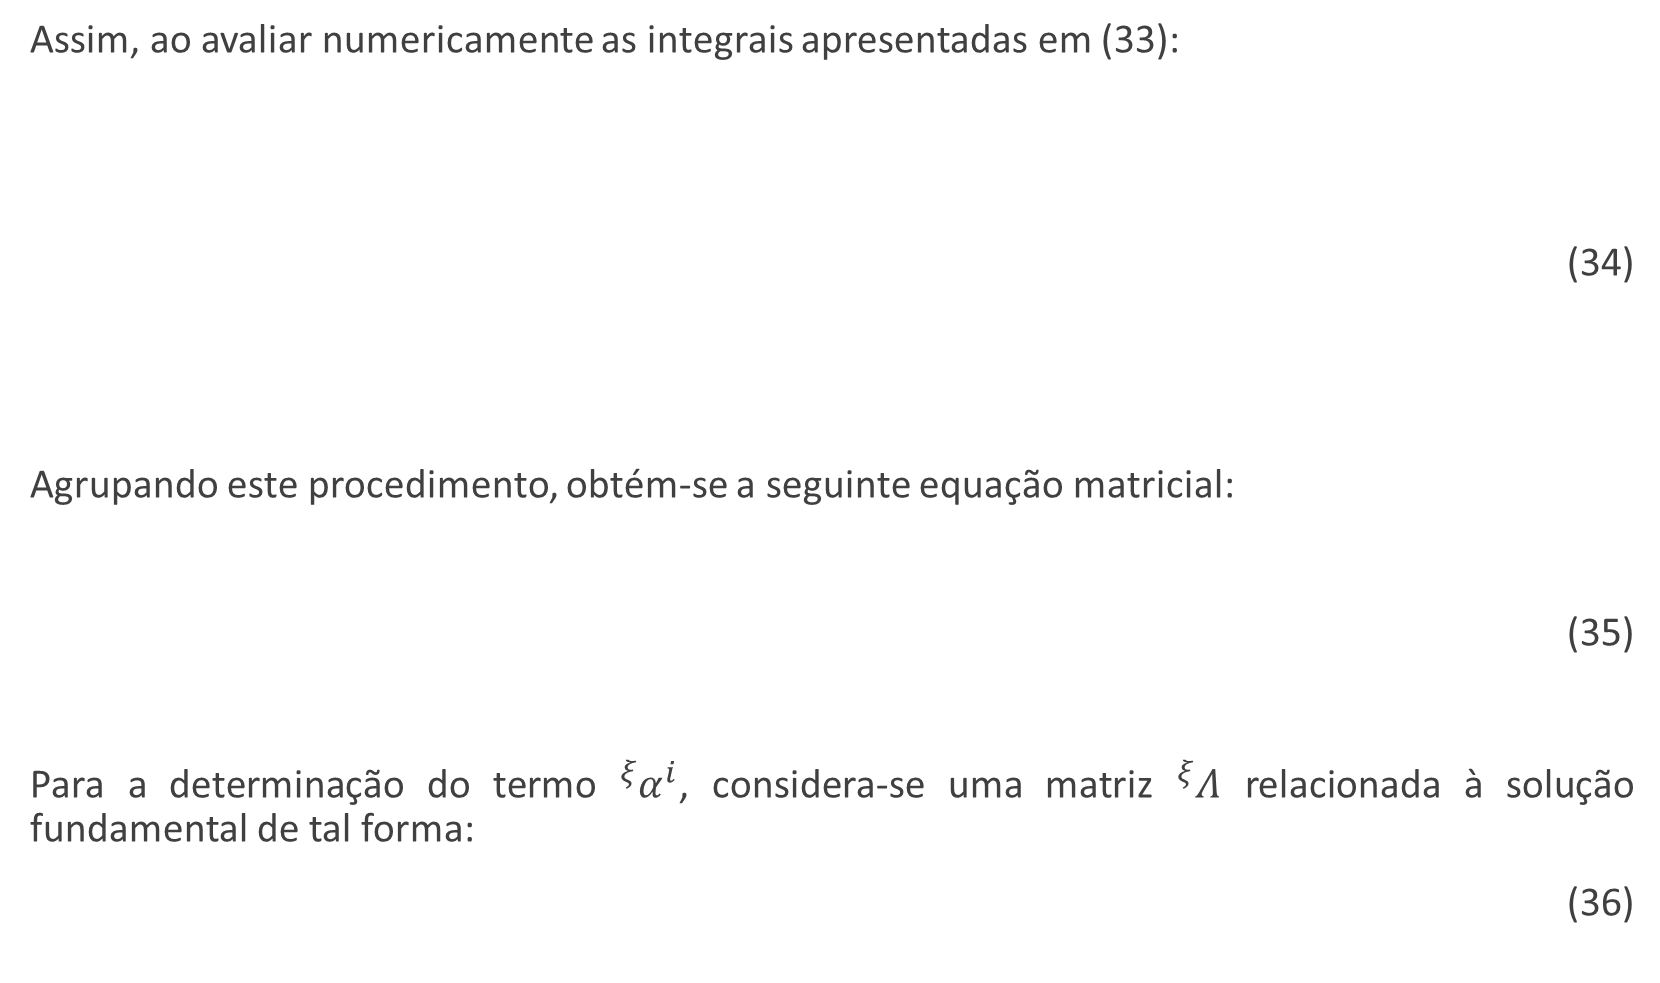 Assim, ao avaliar numericamente as integrais apresentadas em (33):
(34)
Agrupando este procedimento, obtém-se a seguinte equação matricial:
(35)
Para a determinação do termo ^ξα^i, considera-se uma matriz ^ξΛ relacionada à solução
fundamental de tal forma:
(36)